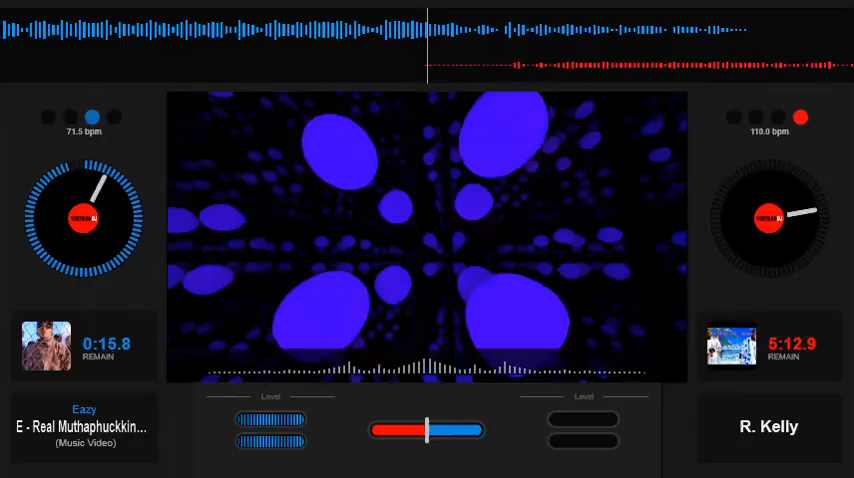 71.5 bpm
110.0 bpm
0:15.8
REMAIN
5:12.9
REMAIN
Level
Level
Eazy
E - Real Muthaphuckkin...
(Music Video)
R. Kelly